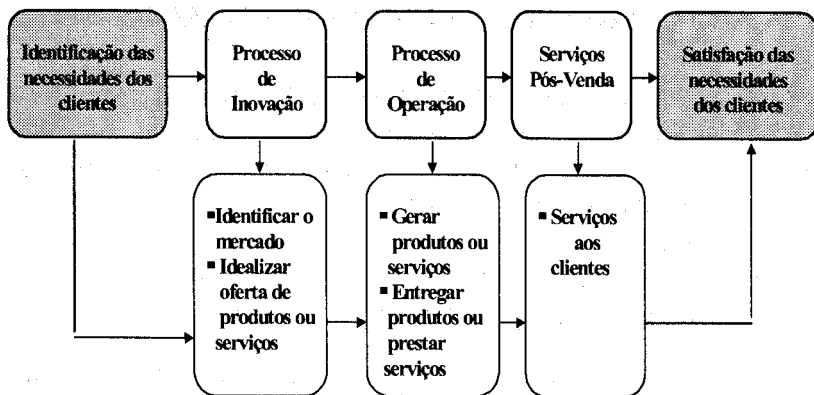 Identificação das
necessidades dos
clientes
Processo
de
Inovação
Processo
de
Operação
Serviços
Pós-Venda
Satisfação das
necessidades
dos clientes
▪Identificar o
mercado
▪ Idealizar
oferta de
produtos ou
serviços
▪ Gerar
produtos ou
serviços
▪ Entregar
produtos ou
prestar
serviços
▪ Serviços
aos
clientes